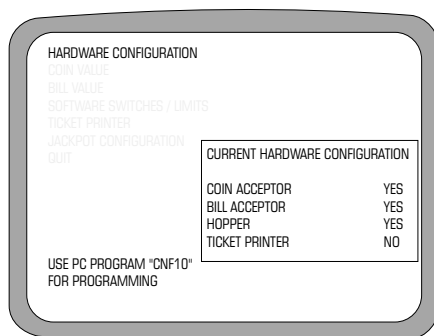 HARDWARE CONFIGURATION
COIN VALUE
BILL VALUE
SOFTWARE SWITCHES / LIMITS
TICKET PRINTER
JACKPOT CONFIGURATION
QUIT
CURRENT HARDWARE CONFIGURATION
COIN ACCEPTOR YES
BILL ACCEPTOR YES
HOPPER YES
TICKET PRINTER NO
USE PC PROGRAM "CNF10"
FOR PROGRAMMING